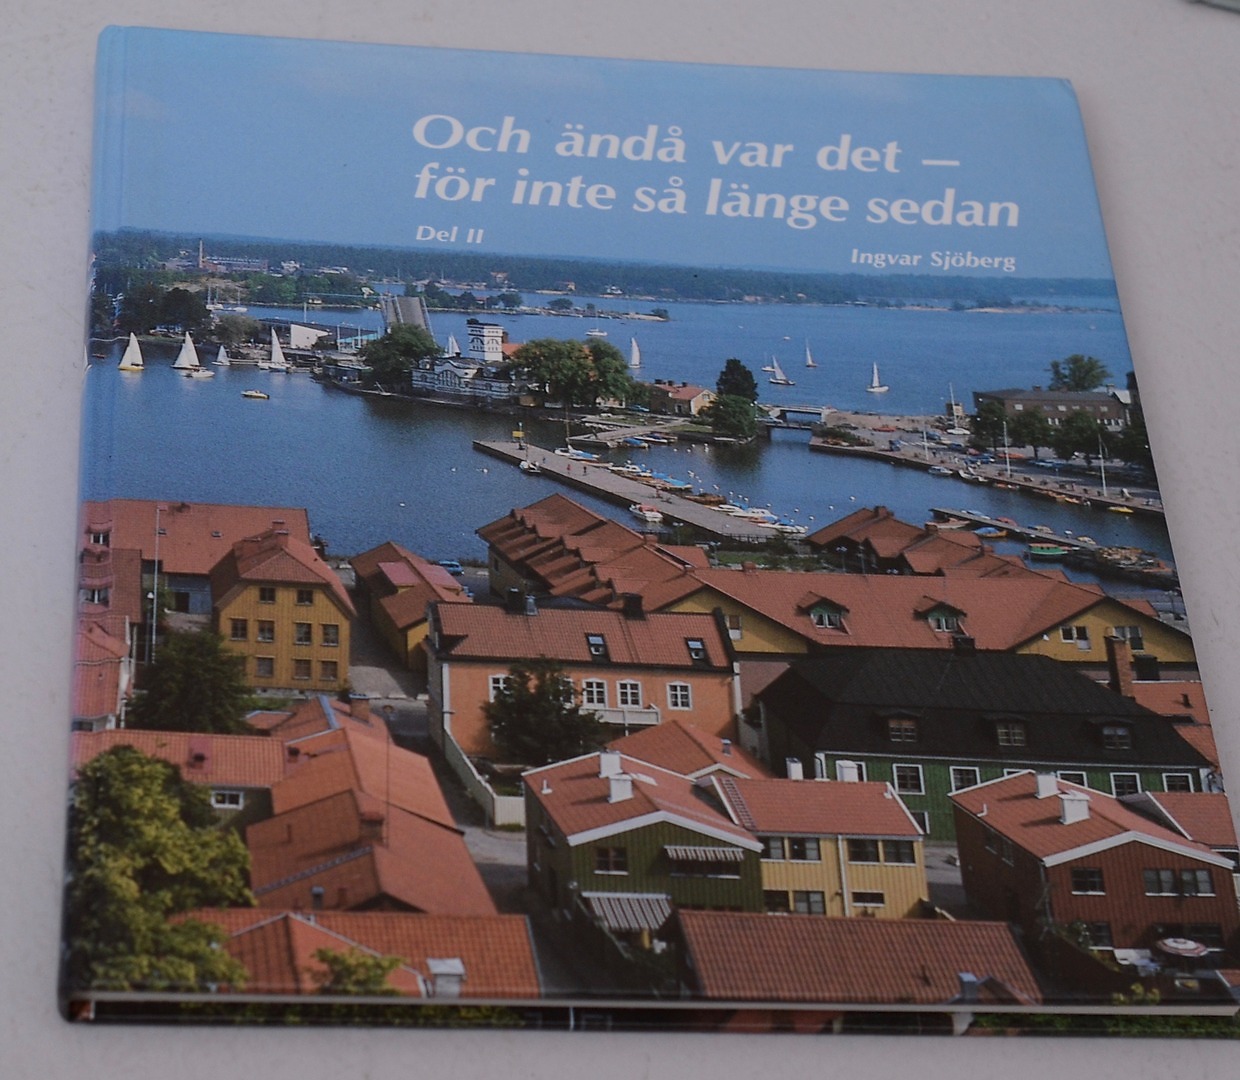 Och ändå var det –
för inte så länge sedan
Del II
Ingvar Sjöberg